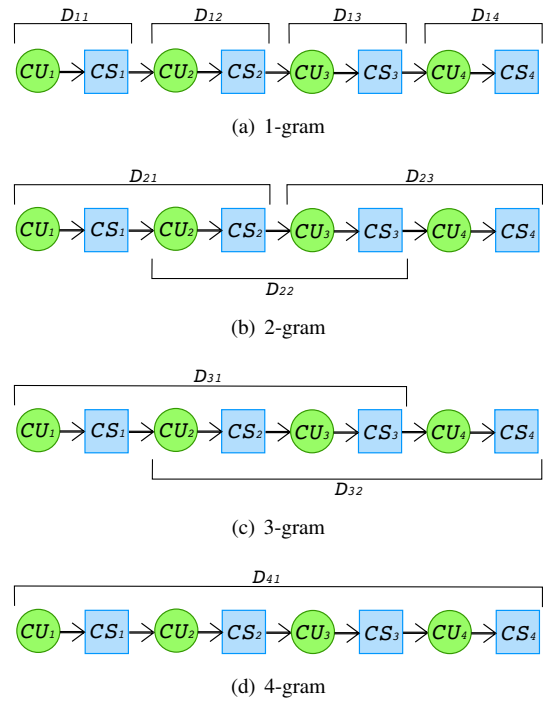 D11 D12 D13 D14
CU1 CS1 CU2 CS2 CU3 CS3 CU4 CS4
(a) 1-gram
D21 D23
CU1 CS1 CU2 CS2 CU3 CS3 CU4 CS4
D22
(b) 2-gram
D31
CU1 CS1 CU2 CS2 CU3 CS3 CU4 CS4
D32
(c) 3-gram
D41
CU1 CS1 CU2 CS2 CU3 CS3 CU4 CS4
(d) 4-gram